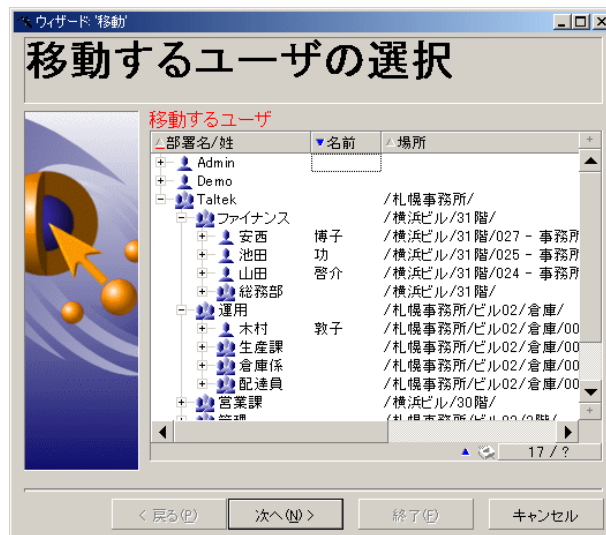 ウィザード: '移動'
移動するユーザの選択
移動するユーザ
部署名/姓 名前 場所
Admin
Demo
Taltek /札幌事務所/
ファイナンス /横浜ビル/31階/
安西 博子 /横浜ビル/31階/027 - 事務所
池田 功 /横浜ビル/31階/025 - 事務所
山田 啓介 /横浜ビル/31階/024 - 事務所
総務部 /横浜ビル/31階/
運用 /札幌事務所/ビル02/倉庫/
木村 敦子 /札幌事務所/ビル02/倉庫/00
生産課 /札幌事務所/ビル02/倉庫/00
倉庫係 /札幌事務所/ビル02/倉庫/00
配達員 /札幌事務所/ビル02/倉庫/00
営業課 /横浜ビル/30階/
17 / ?
< 戻る(P) 次へ(N) > 終了(F) キャンセル